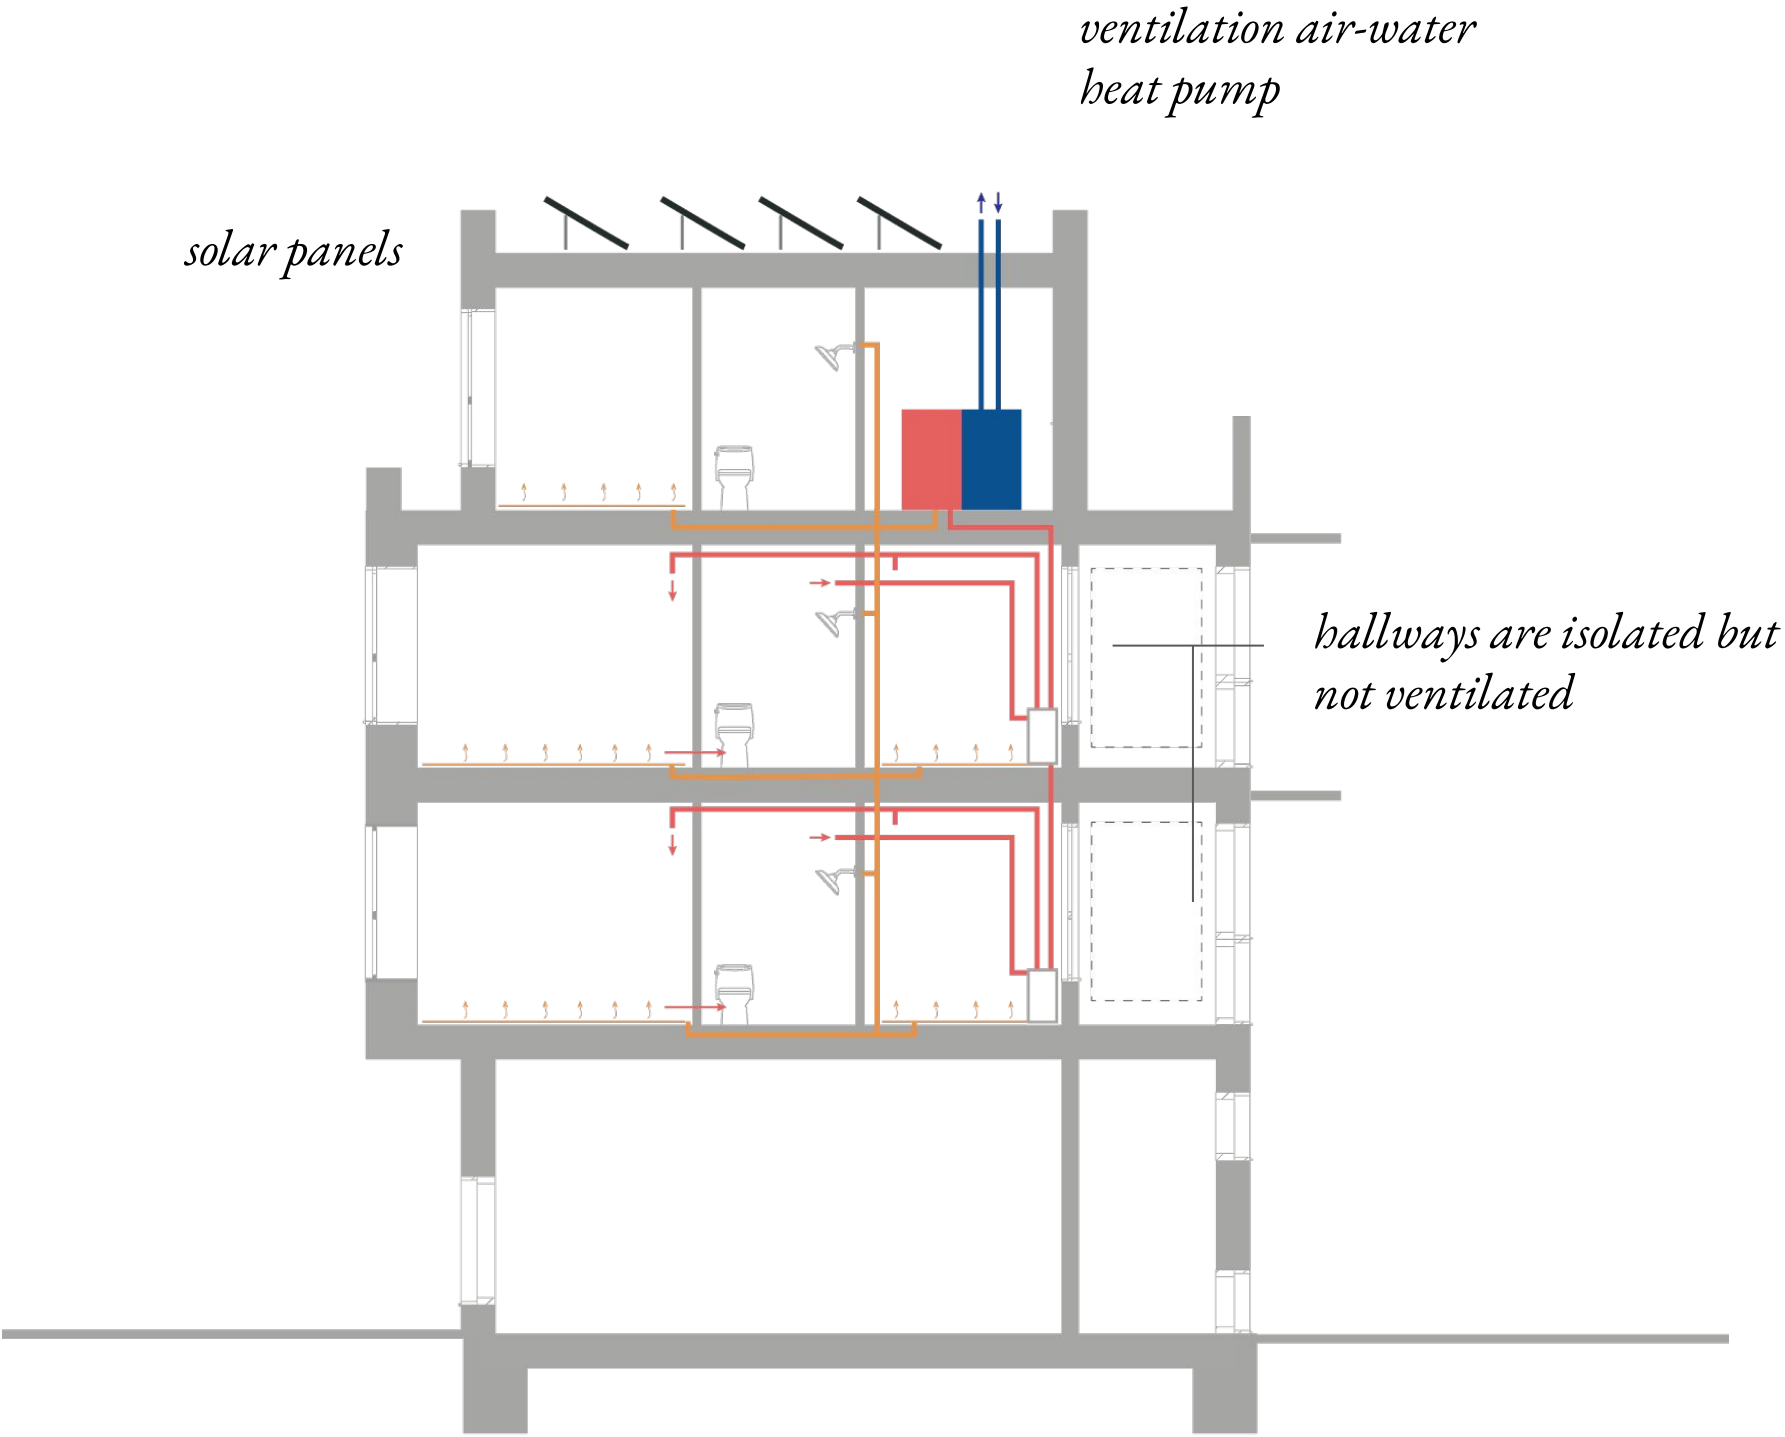 ventilation air-water
heat pump
solar panels
hallways are isolated but
not ventilated